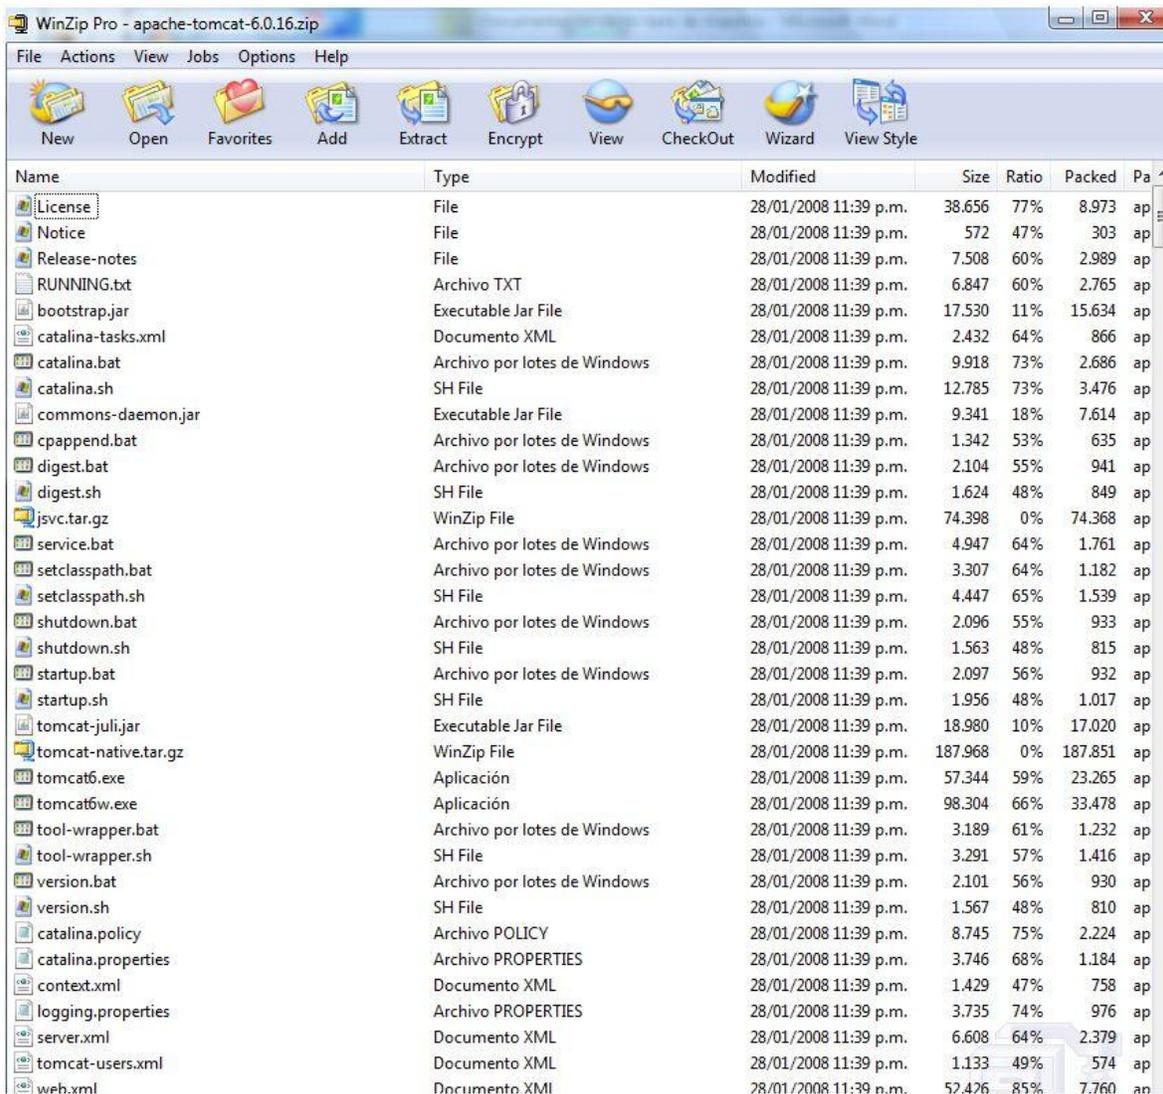 WinZip Pro - apache-tomcat-6.0.16.zip
File Actions View Jobs Options Help
New Open Favorites Add Extract Encrypt View CheckOut Wizard View Style
Name Type Modified Size Ratio Packed Pa
License File 28/01/2008 11:39 p.m. 38.656 77% 8.973 ap
Notice File 28/01/2008 11:39 p.m. 572 47% 303 ap
Release-notes File 28/01/2008 11:39 p.m. 7.508 60% 2.989 ap
RUNNING.txt Archivo TXT 28/01/2008 11:39 p.m. 6.847 60% 2.765 ap
bootstrap.jar Executable Jar File 28/01/2008 11:39 p.m. 17.530 11% 15.634 ap
catalina-tasks.xml Documento XML 28/01/2008 11:39 p.m. 2.432 64% 866 ap
catalina.bat Archivo por lotes de Windows 28/01/2008 11:39 p.m. 9.918 73% 2.686 ap
catalina.sh SH File 28/01/2008 11:39 p.m. 12.785 73% 3.476 ap
commons-daemon.jar Executable Jar File 28/01/2008 11:39 p.m. 9.341 18% 7.614 ap
cpappend.bat Archivo por lotes de Windows 28/01/2008 11:39 p.m. 1.342 53% 635 ap
digest.bat Archivo por lotes de Windows 28/01/2008 11:39 p.m. 2.104 55% 941 ap
digest.sh SH File 28/01/2008 11:39 p.m. 1.624 48% 849 ap
jsvc.tar.gz WinZip File 28/01/2008 11:39 p.m. 74.398 0% 74.368 ap
service.bat Archivo por lotes de Windows 28/01/2008 11:39 p.m. 4.947 64% 1.761 ap
setclasspath.bat Archivo por lotes de Windows 28/01/2008 11:39 p.m. 3.307 64% 1.182 ap
setclasspath.sh SH File 28/01/2008 11:39 p.m. 4.447 65% 1.539 ap
shutdown.bat Archivo por lotes de Windows 28/01/2008 11:39 p.m. 2.096 55% 933 ap
shutdown.sh SH File 28/01/2008 11:39 p.m. 1.563 48% 815 ap
startup.bat Archivo por lotes de Windows 28/01/2008 11:39 p.m. 2.097 56% 932 ap
startup.sh SH File 28/01/2008 11:39 p.m. 1.956 48% 1.017 ap
tomcat-juli.jar Executable Jar File 28/01/2008 11:39 p.m. 18.980 10% 17.020 ap
tomcat-native.tar.gz WinZip File 28/01/2008 11:39 p.m. 187.968 0% 187.851 ap
tomcat6.exe Aplicación 28/01/2008 11:39 p.m. 57.344 59% 23.265 ap
tomcat6w.exe Aplicación 28/01/2008 11:39 p.m. 98.304 66% 33.478 ap
tool-wrapper.bat Archivo por lotes de Windows 28/01/2008 11:39 p.m. 3.189 61% 1.232 ap
tool-wrapper.sh SH File 28/01/2008 11:39 p.m. 3.291 57% 1.416 ap
version.bat Archivo por lotes de Windows 28/01/2008 11:39 p.m. 2.101 56% 930 ap
version.sh SH File 28/01/2008 11:39 p.m. 1.567 48% 810 ap
catalina.policy Archivo POLICY 28/01/2008 11:39 p.m. 8.745 75% 2.224 ap
catalina.properties Archivo PROPERTIES 28/01/2008 11:39 p.m. 3.746 68% 1.184 ap
context.xml Documento XML 28/01/2008 11:39 p.m. 1.429 47% 758 ap
logging.properties Archivo PROPERTIES 28/01/2008 11:39 p.m. 3.735 74% 976 ap
server.xml Documento XML 28/01/2008 11:39 p.m. 6.608 64% 2.379 ap
tomcat-users.xml Documento XML 28/01/2008 11:39 p.m. 1.133 49% 574 ap
web.xml Documento XML 28/01/2008 11:39 p.m. 52.426 85% 7.760 ap